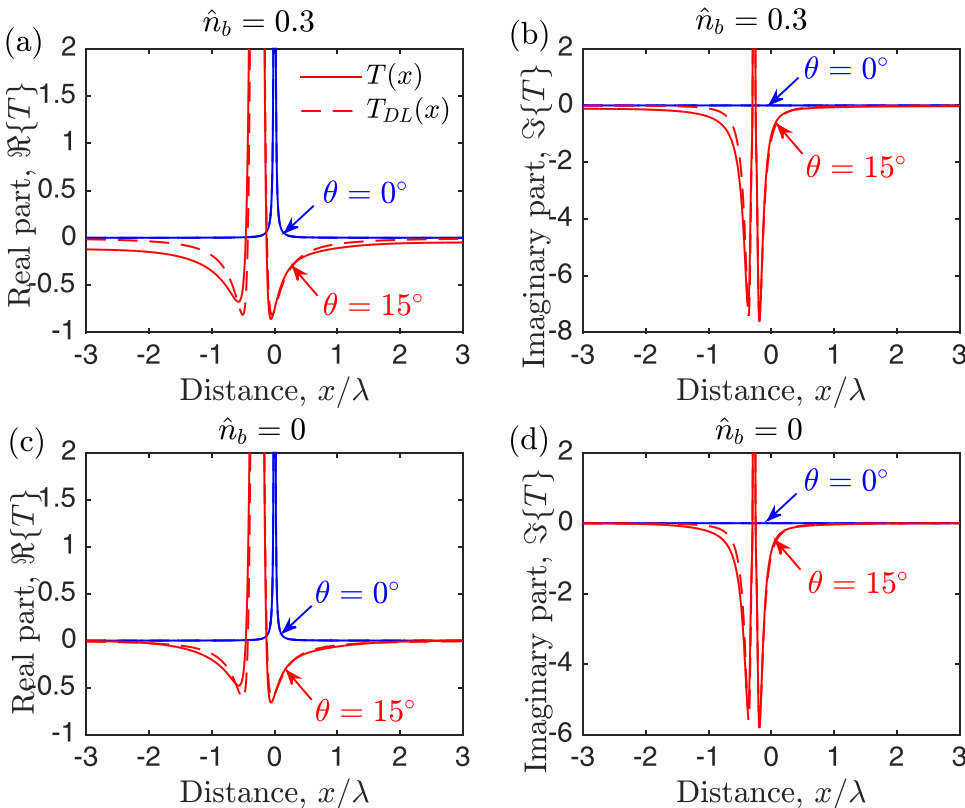 (a)
n̂_b = 0.3
2
1.5
1
0.5
0
-0.5
-1
-3 -2 -1 0 1 2 3
Real part, ℜ{T}
Distance, x/λ
T(x)
T_{DL}(x)
θ = 0°
θ = 15°
(b)
n̂_b = 0.3
2
0
-2
-4
-6
-8
-3 -2 -1 0 1 2 3
Imaginary part, ℑ{T}
Distance, x/λ
θ = 0°
θ = 15°
(c)
n̂_b = 0
2
1.5
1
0.5
0
-0.5
-1
-3 -2 -1 0 1 2 3
Real part, ℜ{T}
Distance, x/λ
θ = 0°
θ = 15°
(d)
n̂_b = 0
2
0
-2
-4
-6
-3 -2 -1 0 1 2 3
Imaginary part, ℑ{T}
Distance, x/λ
θ = 0°
θ = 15°